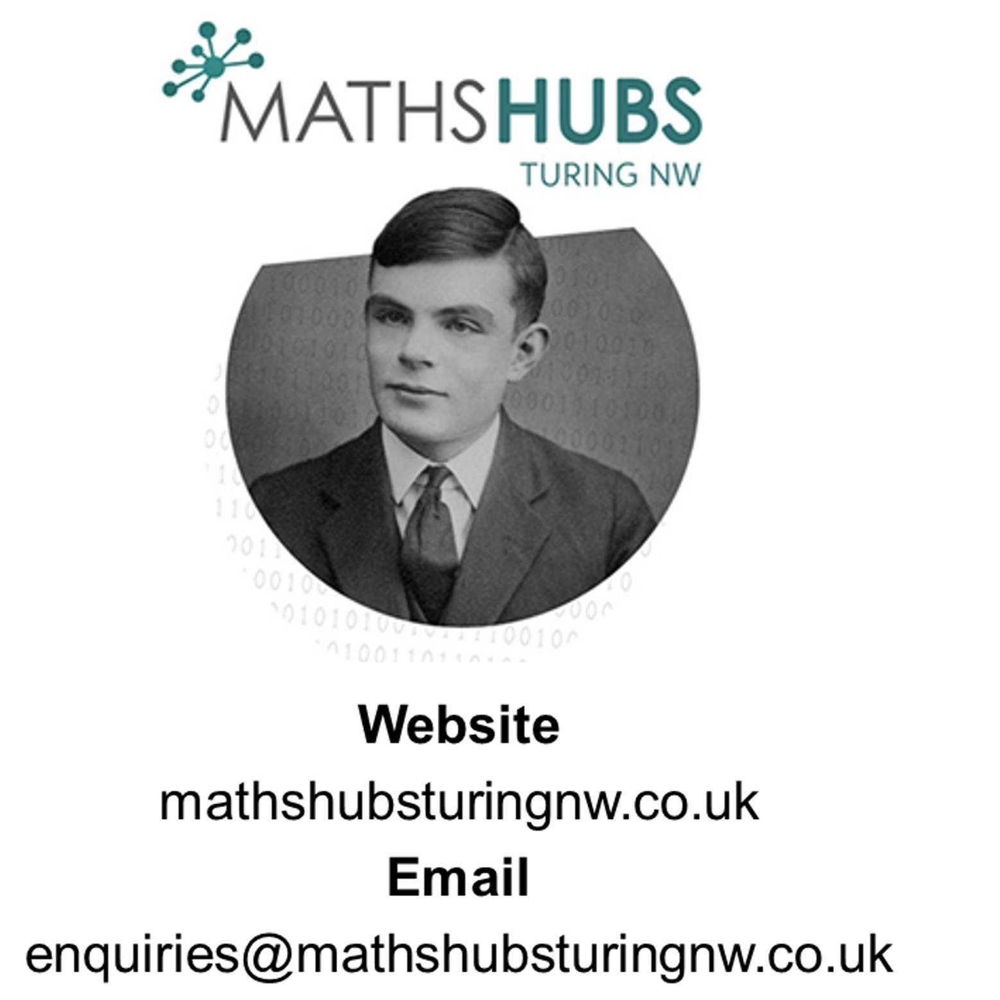 MATHSHUBS
TURING NW
Website
mathshubsturingnw.co.uk
Email
enquiries@mathshubsturingnw.co.uk